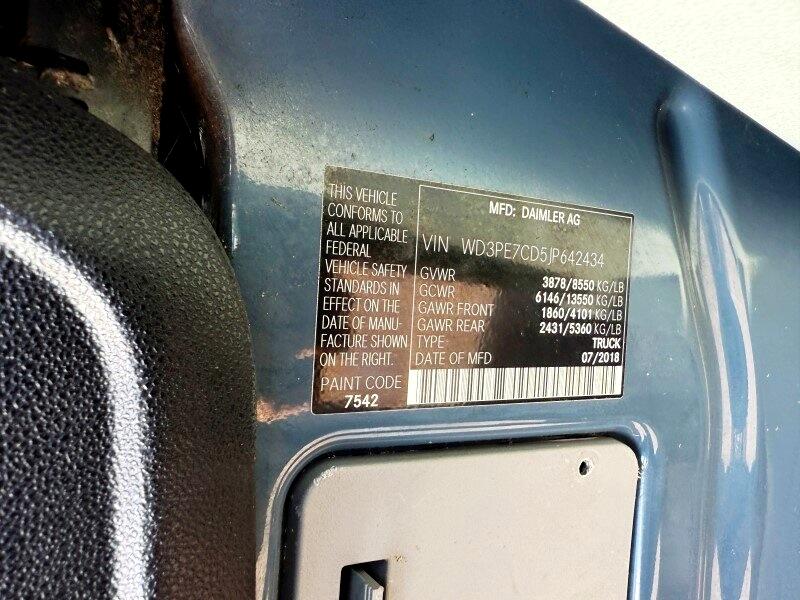 THIS VEHICLE
CONFORMS TO
ALL APPLICABLE
FEDERAL
VEHICLE SAFETY
STANDARDS IN
EFFECT ON THE
DATE OF MANU-
FACTURE SHOWN
ON THE RIGHT.
PAINT CODE
7542
MFD: DAIMLER AG
VIN WD3PE7CD5JP642434
GVWR 3878/8550 KG/LB
GCWR 6146/13550 KG/LB
GAWR FRONT 1860/4101 KG/LB
GAWR REAR 2431/5360 KG/LB
TYPE TRUCK
DATE OF MFD 07/2018